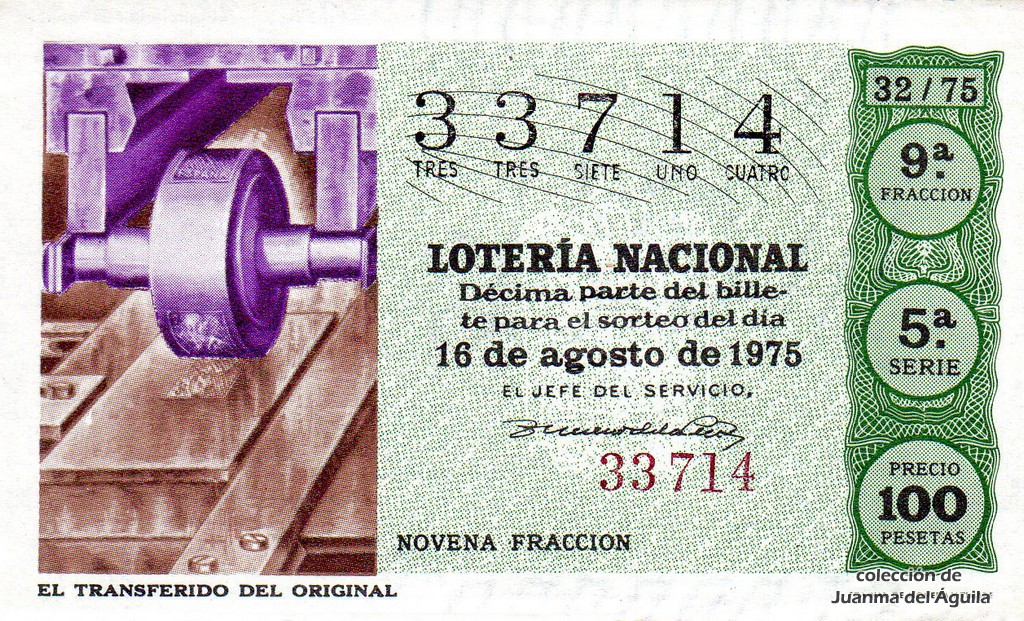 ESPAÑA
33714
TRES TRES SIETE UNO CUATRO
LOTERÍA NACIONAL
Décima parte del bille-
te para el sorteo del día
16 de agosto de 1975
EL JEFE DEL SERVICIO,
33714
NOVENA FRACCION
EL TRANSFERIDO DEL ORIGINAL
32 / 75
9ª.
FRACCION
5ª.
SERIE
PRECIO
100
PESETAS
colección de
Juanma del Águila